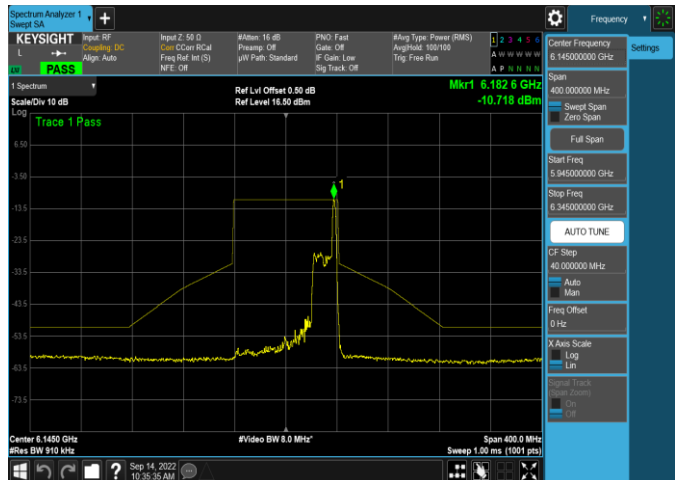 Spectrum Analyzer 1
Swept SA
KEYSIGHT
L
PASS
Input: RF
Coupling: DC
Align: Auto
Input Z: 50 Ω
Corr CCorr RCal
Freq Ref: Int (S)
NFE: Off
#Atten: 16 dB
Preamp: Off
µW Path: Standard
PNO: Fast
Gate: Off
IF Gain: Low
Sig Track: Off
#Avg Type: Power (RMS)
Avg|Hold: 100/100
Trig: Free Run
1 2 3 4 5 6
A W W W W W
A P N N N N
1 Spectrum
Scale/Div 10 dB
Ref Lvl Offset 0.50 dB
Ref Level 16.50 dBm
Mkr1 6.182 6 GHz
-10.718 dBm
Log
Trace 1 Pass
1
6.50
-3.50
-13.5
-23.5
-33.5
-43.5
-53.5
-63.5
-73.5
Center 6.1450 GHz
#Res BW 910 kHz
#Video BW 8.0 MHz*
Span 400.0 MHz
Sweep 1.00 ms (1001 pts)
Sep 14, 2022
10:35:35 AM
Frequency
Settings
Center Frequency
6.145000000 GHz
Span
400.000000 MHz
Swept Span
Zero Span
Full Span
Start Freq
5.945000000 GHz
Stop Freq
6.345000000 GHz
AUTO TUNE
CF Step
40.000000 MHz
Auto
Man
Freq Offset
0 Hz
X Axis Scale
Log
Lin
Signal Track
(Span Zoom)
On
Off